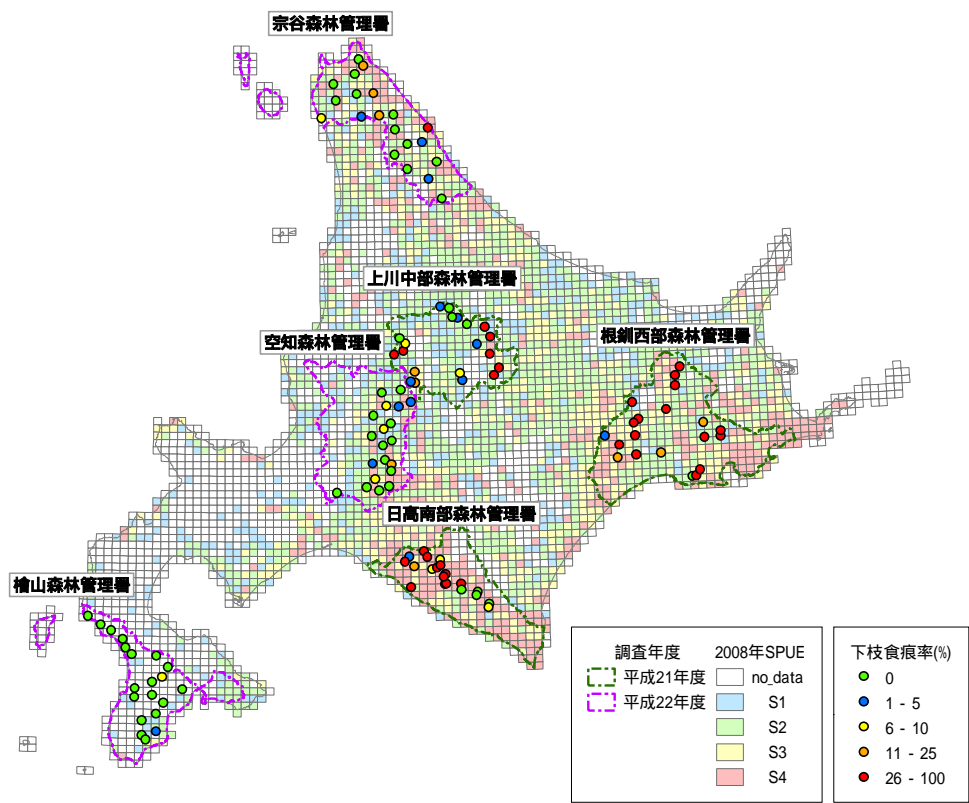 宗谷森林管理署
上川中部森林管理署
空知森林管理署
根釧西部森林管理署
日高南部森林管理署
檜山森林管理署
調査年度
平成21年度
平成22年度
2008年SPUE
no_data
S1
S2
S3
S4
下枝食痕率(%)
0
1 - 5
6 - 10
11 - 25
26 - 100